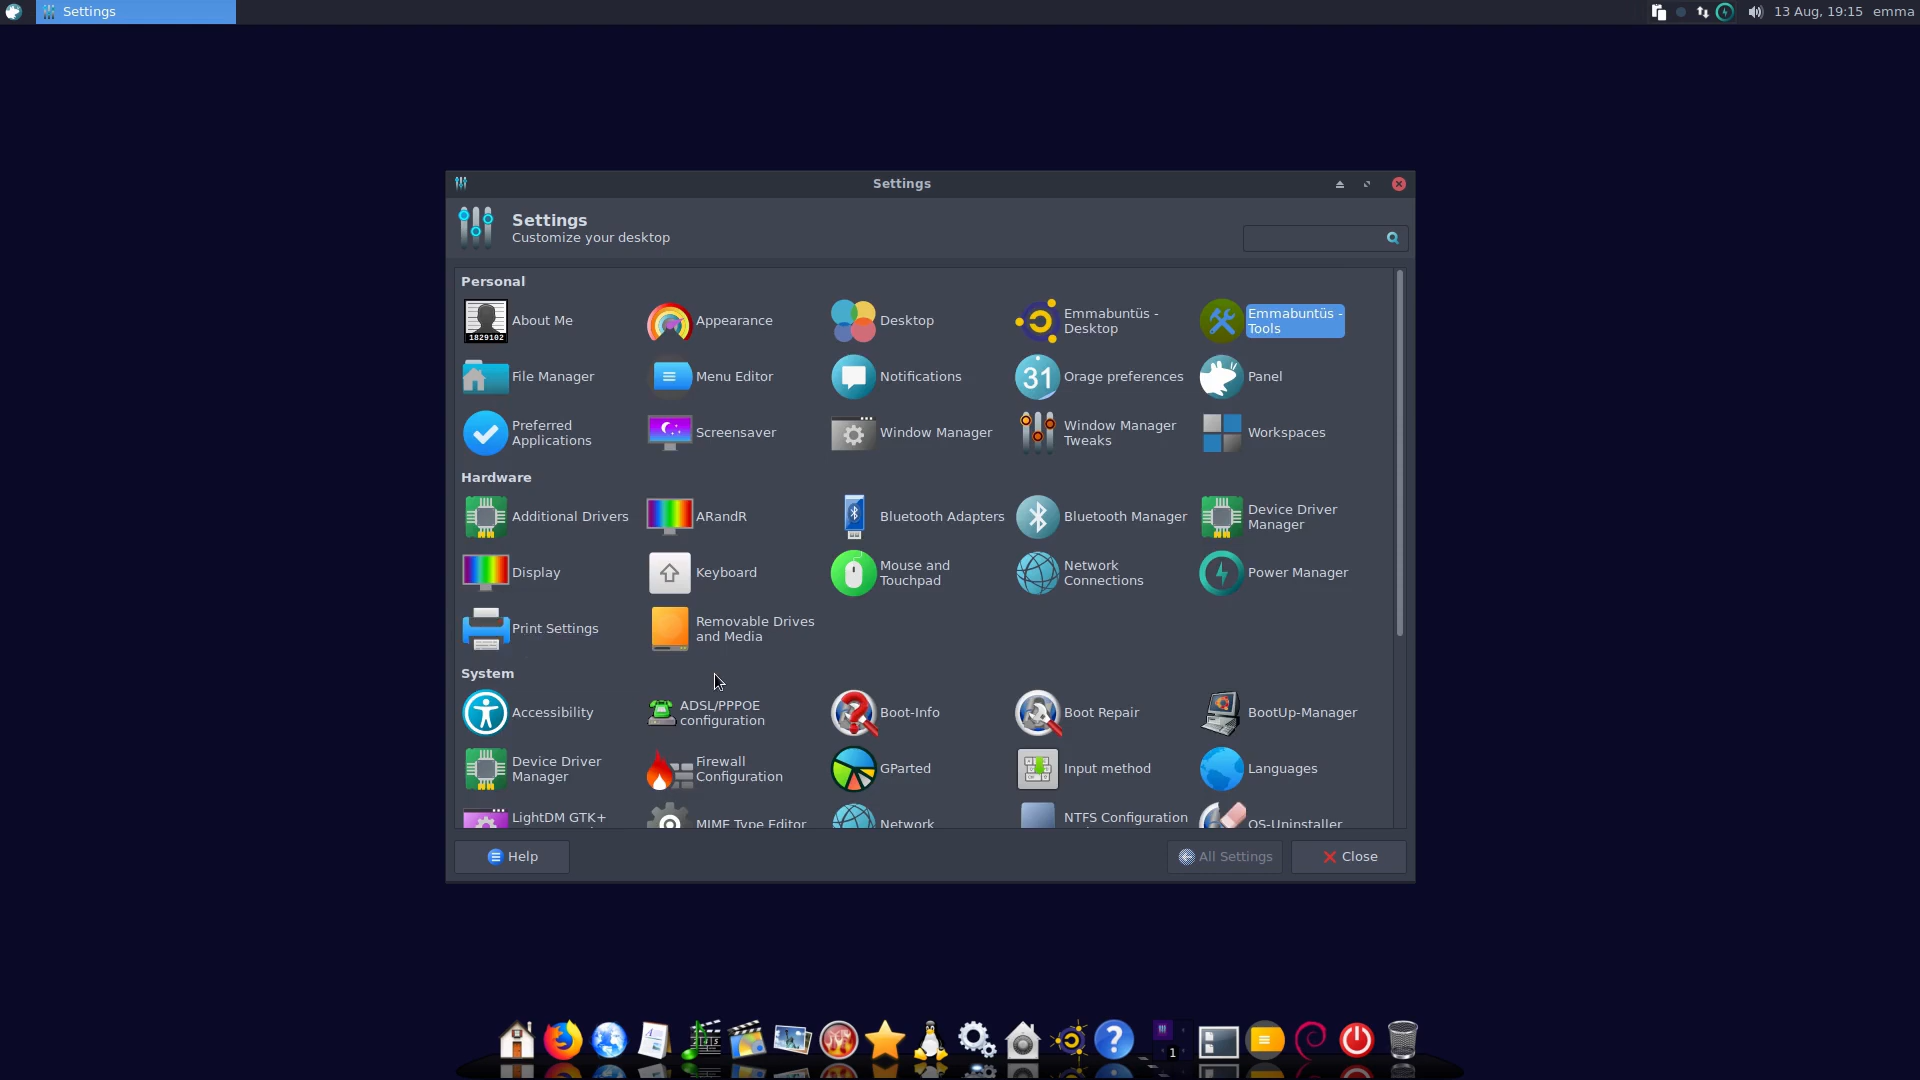 Settings
13 Aug, 19:15 emma
Settings
Settings
Customize your desktop
Personal
About Me
Appearance
Desktop
Emmabuntüs -
Desktop
Emmabuntüs -
Tools
File Manager
Menu Editor
Notifications
31
Orage preferences
Panel
Preferred
Applications
Screensaver
Window Manager
Window Manager
Tweaks
Workspaces
1829102
Hardware
Additional Drivers
ARandR
Bluetooth Adapters
Bluetooth Manager
Device Driver
Manager
Display
Keyboard
Mouse and
Touchpad
Network
Connections
Power Manager
Print Settings
Removable Drives
and Media
System
Accessibility
ADSL/PPPOE
configuration
Boot-Info
Boot Repair
BootUp-Manager
Device Driver
Manager
Firewall
Configuration
GParted
Input method
Languages
LightDM GTK+
MIME Type Editor
Network
NTFS Configuration
OS-Uninstaller
Help
All Settings
Close
1